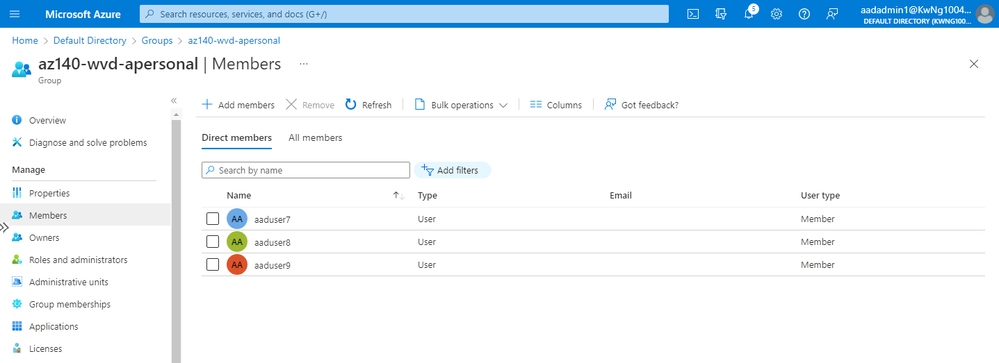 Microsoft Azure
Search resources, services, and docs (G+/)
5
aadadmin1@KwNg1004...
DEFAULT DIRECTORY (KWNG100...
Home > Default Directory > Groups > az140-wvd-apersonal
az140-wvd-apersonal | Members ...
Group
Add members Remove Refresh Bulk operations Columns Got feedback?
Overview
Diagnose and solve problems
Manage
Properties
Members
Owners
Roles and administrators
Administrative units
Group memberships
Applications
Licenses
Direct members All members
Search by name Add filters
Name Type Email User type
AA aaduser7 User Member
AA aaduser8 User Member
AA aaduser9 User Member